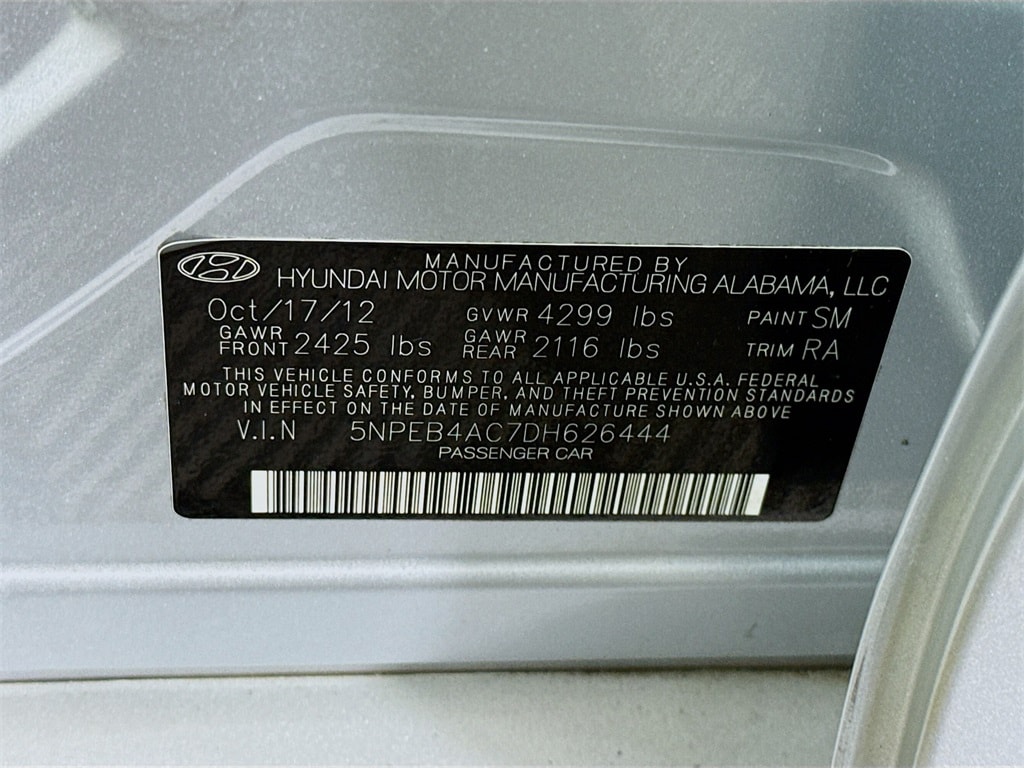 MANUFACTURED BY
HYUNDAI MOTOR MANUFACTURING ALABAMA, LLC
Oct/17/12 GVWR 4299 lbs PAINT SM
GAWR FRONT 2425 lbs GAWR REAR 2116 lbs TRIM RA
THIS VEHICLE CONFORMS TO ALL APPLICABLE U.S.A. FEDERAL
MOTOR VEHICLE SAFETY, BUMPER, AND THEFT PREVENTION STANDARDS
IN EFFECT ON THE DATE OF MANUFACTURE SHOWN ABOVE
V.I.N 5NPEB4AC7DH626444
PASSENGER CAR